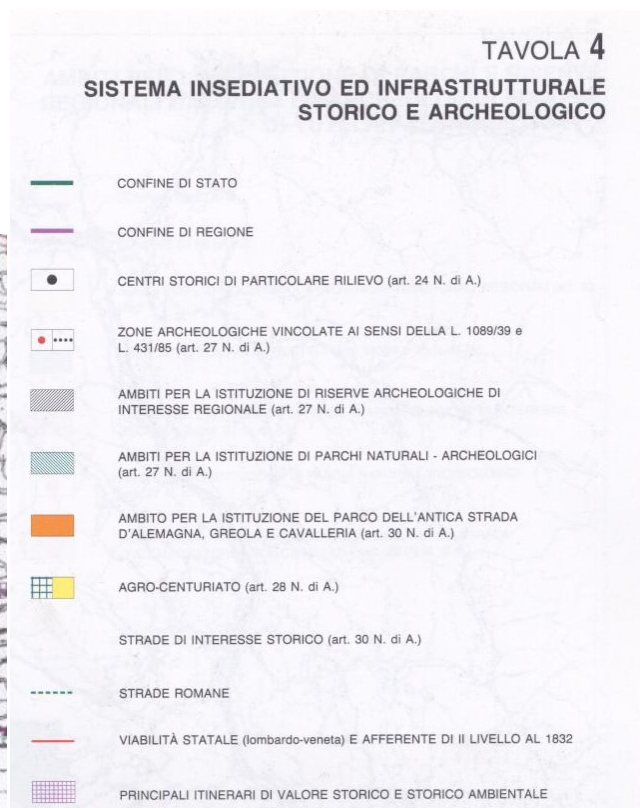 TAVOLA 4
SISTEMA INSEDIATIVO ED INFRASTRUTTURALE
STORICO E ARCHEOLOGICO
CONFINE DI STATO
CONFINE DI REGIONE
CENTRI STORICI DI PARTICOLARE RILIEVO (art. 24 N. di A.)
ZONE ARCHEOLOGICHE VINCOLATE AI SENSI DELLA L. 1089/39 e
L. 431/85 (art. 27 N. di A.)
AMBITI PER LA ISTITUZIONE DI RISERVE ARCHEOLOGICHE DI
INTERESSE REGIONALE (art. 27 N. di A.)
AMBITI PER LA ISTITUZIONE DI PARCHI NATURALI - ARCHEOLOGICI
(art. 27 N. di A.)
AMBITO PER LA ISTITUZIONE DEL PARCO DELL'ANTICA STRADA
D'ALEMAGNA, GREOLA E CAVALLERIA (art. 30 N. di A.)
AGRO-CENTURIATO (art. 28 N. di A.)
STRADE DI INTERESSE STORICO (art. 30 N. di A.)
STRADE ROMANE
VIABILITÀ STATALE (lombardo-veneta) E AFFERENTE DI II LIVELLO AL 1832
PRINCIPALI ITINERARI DI VALORE STORICO E STORICO AMBIENTALE